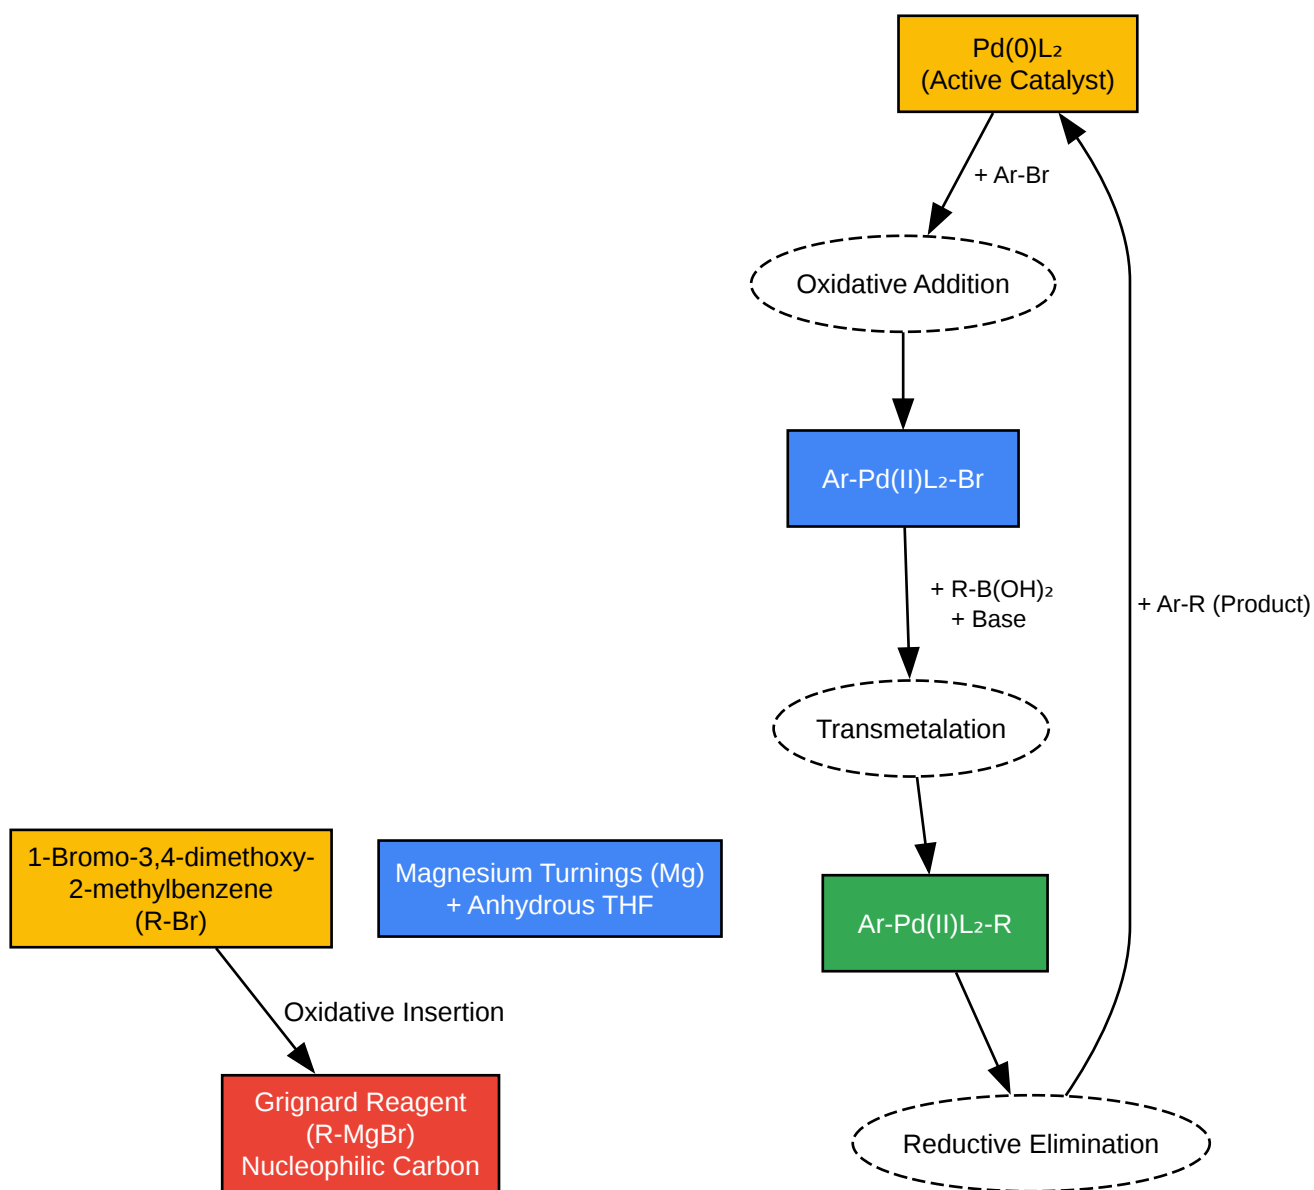 Pd(0)L₂
(Active Catalyst)
+ Ar-Br
Oxidative Addition
Ar-Pd(II)L₂-Br
+ R-B(OH)₂
+ Base
+ Ar-R (Product)
Transmetalation
1-Bromo-3,4-dimethoxy-
2-methylbenzene
(R-Br)
Magnesium Turnings (Mg)
+ Anhydrous THF
Ar-Pd(II)L₂-R
Oxidative Insertion
Grignard Reagent
(R-MgBr)
Nucleophilic Carbon
Reductive Elimination